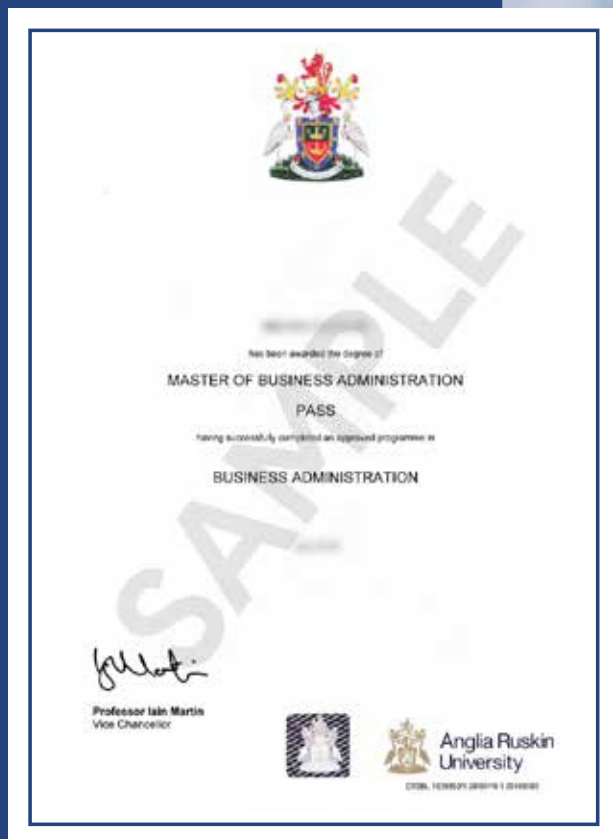 has been awarded the degree of
MASTER OF BUSINESS ADMINISTRATION
PASS
having successfully completed an approved programme in
BUSINESS ADMINISTRATION
SAMPLE
Professor Iain Martin
Vice Chancellor
Anglia Ruskin
University